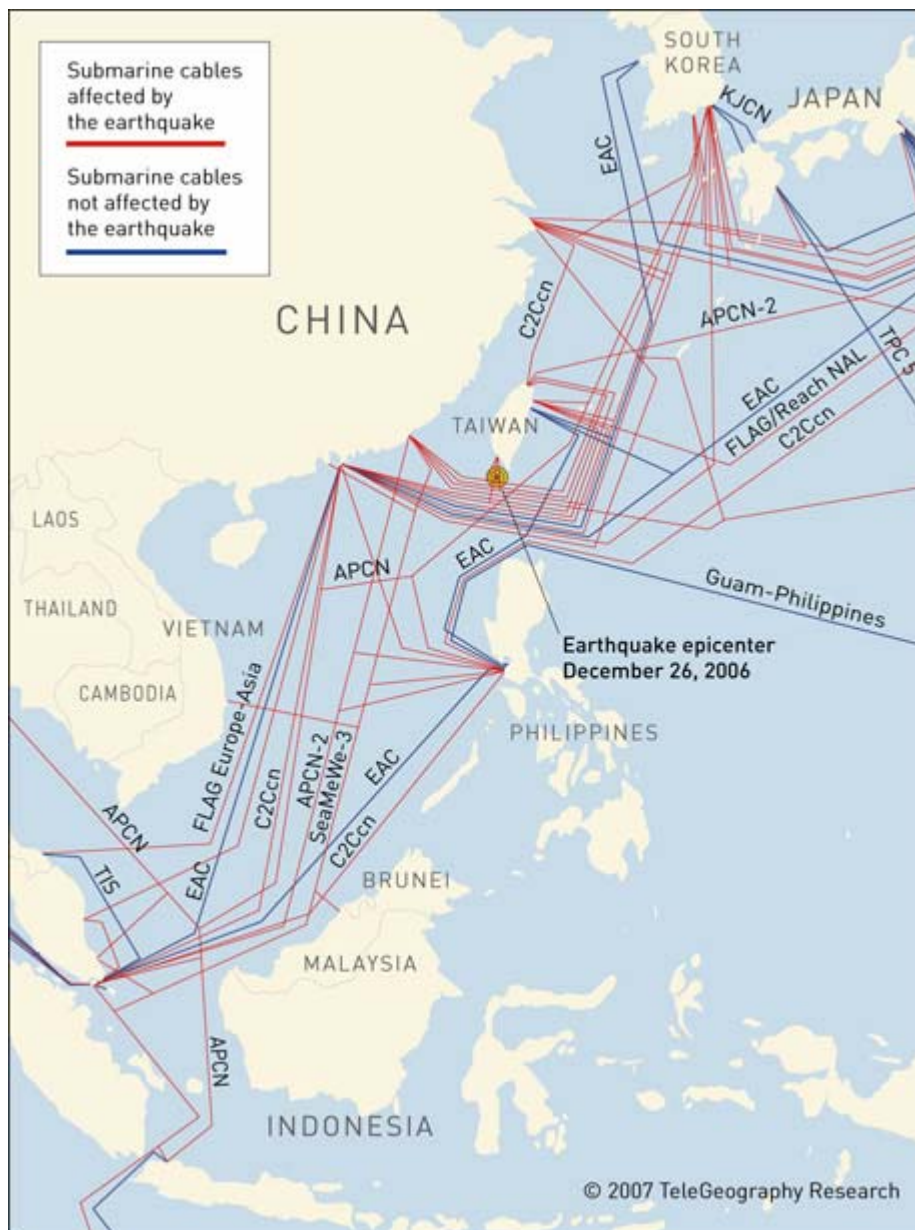 Submarine cables
affected by
the earthquake
Submarine cables
not affected by
the earthquake
SOUTH
KOREA
KJCN
JAPAN
EAC
CHINA
C2Ccn
APCN-2
TPC 5
EAC
FLAG/Reach NAL
C2Ccn
TAIWAN
LAOS
APCN
EAC
Guam-Philippines
THAILAND
VIETNAM
Earthquake epicenter
December 26, 2006
CAMBODIA
PHILIPPINES
FLAG Europe-Asia
C2Ccn
APCN-2
SeaMeWe-3
EAC
C2Ccn
APCN
TIS
EAC
BRUNEI
MALAYSIA
APCN
INDONESIA
© 2007 TeleGeography Research